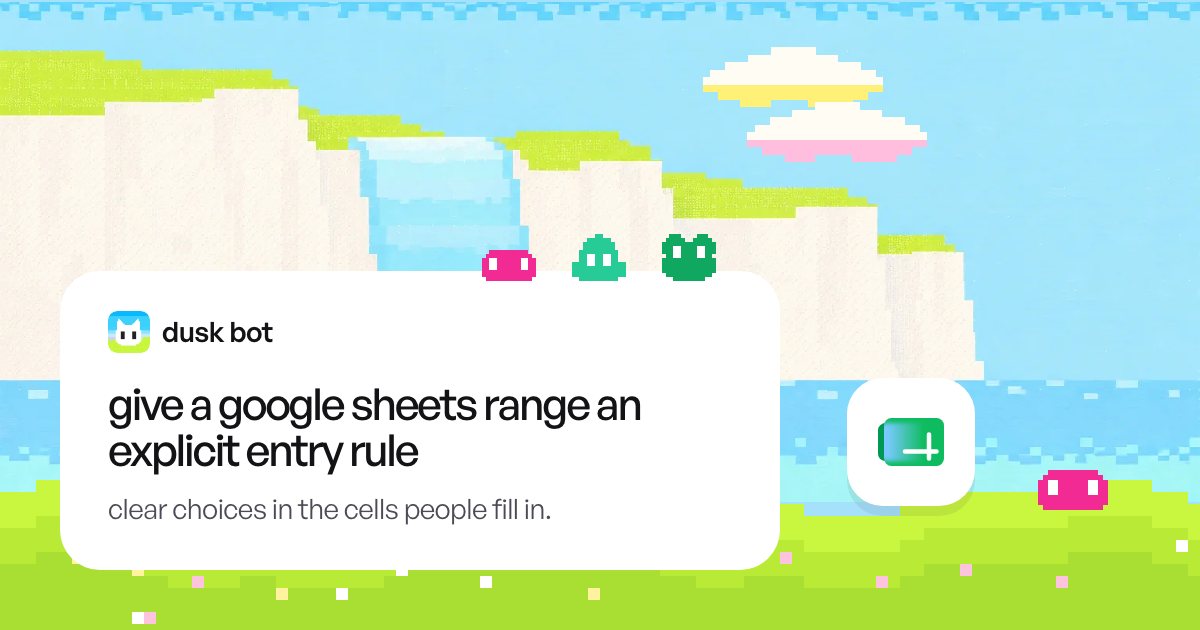 dusk bot
give a google sheets range an
explicit entry rule
clear choices in the cells people fill in.